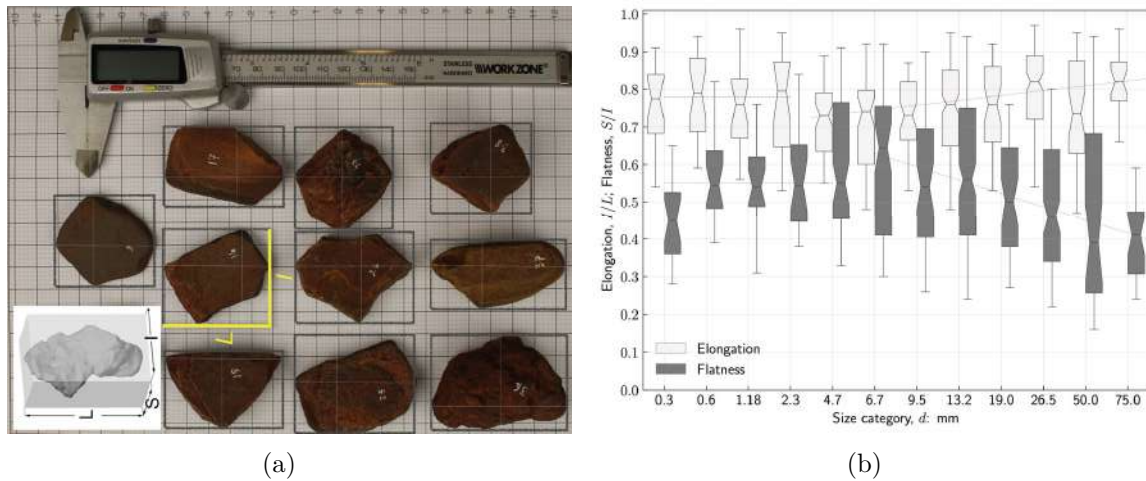 OFF ON ZERO
WORKZONE
I
L
I
L
S
(a)
1.0
0.9
0.8
0.7
0.6
0.5
0.4
0.3
0.2
0.1
0.0
Elongation, I/L; Flatness, S/I
Elongation
Flatness
0.3 0.6 1.18 2.3 4.7 6.7 9.5 13.2 19.0 26.5 50.0 75.0
Size category, d: mm
(b)